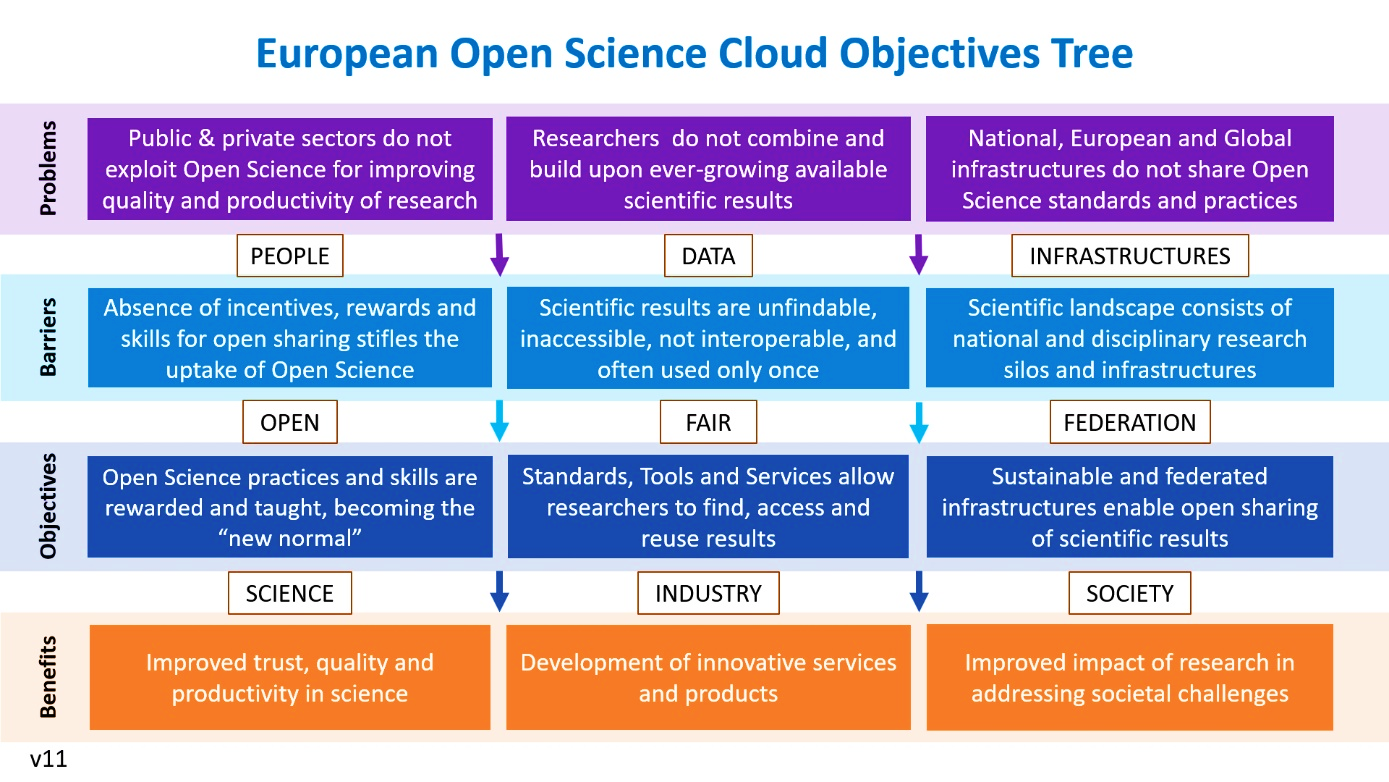 European Open Science Cloud Objectives Tree
Problems
Public & private sectors do not
exploit Open Science for improving
quality and productivity of research
Researchers do not combine and
build upon ever-growing available
scientific results
National, European and Global
infrastructures do not share Open
Science standards and practices
PEOPLE
DATA
INFRASTRUCTURES
Barriers
Absence of incentives, rewards and
skills for open sharing stifles the
uptake of Open Science
Scientific results are unfindable,
inaccessible, not interoperable, and
often used only once
Scientific landscape consists of
national and disciplinary research
silos and infrastructures
OPEN
FAIR
FEDERATION
Objectives
Open Science practices and skills are
rewarded and taught, becoming the
“new normal”
Standards, Tools and Services allow
researchers to find, access and
reuse results
Sustainable and federated
infrastructures enable open sharing
of scientific results
SCIENCE
INDUSTRY
SOCIETY
Benefits
Improved trust, quality and
productivity in science
Development of innovative services
and products
Improved impact of research in
addressing societal challenges
v11